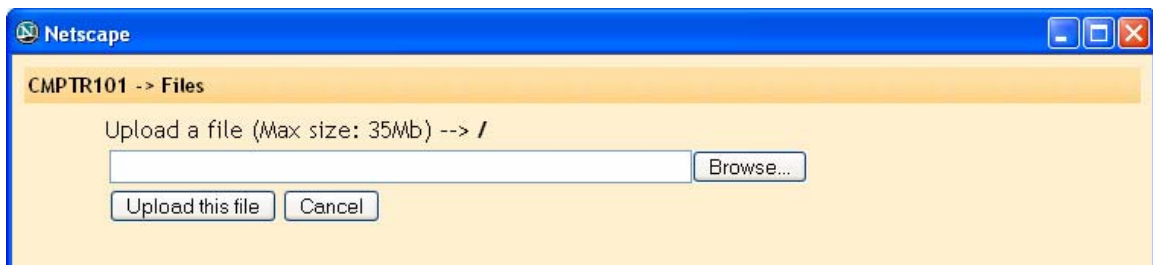 Netscape
CMPTR101 -> Files
Upload a file (Max size: 35Mb) --> /
Browse...
Upload this file Cancel